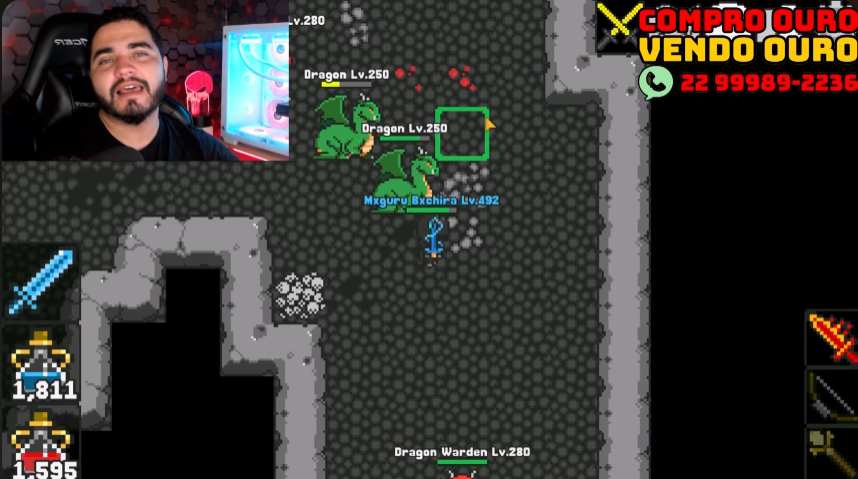 Lv.280
COMPRO OURO
VENDO OURO
22 99989-2236
Dragon Lv.250
Dragon Lv.250
Mxguru Bxchira Lv.492
1,811
1,595
Dragon Warden Lv.280